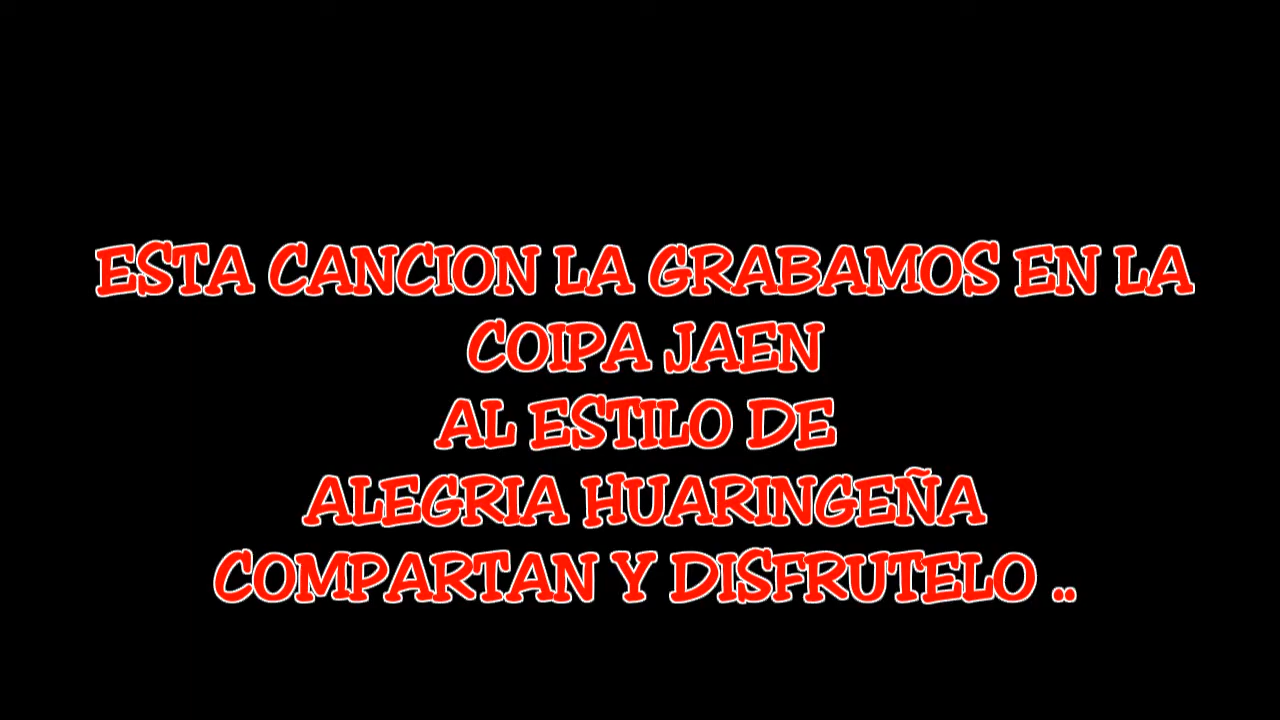 ESTA CANCION LA GRABAMOS EN LA
COIPA JAEN
AL ESTILO DE
ALEGRIA HUARINGEÑA
COMPARTAN Y DISFRUTELO ..